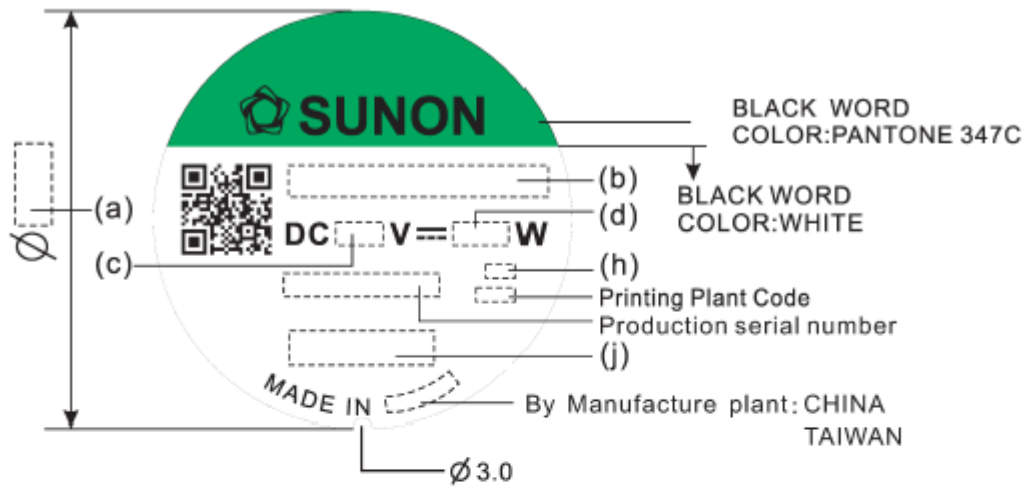 SUNON
BLACK WORD
COLOR:PANTONE 347C
BLACK WORD
COLOR:WHITE
(a)
(b)
(c)
(d)
DC V W
(h)
Printing Plant Code
Production serial number
(j)
MADE IN
By Manufacture plant: CHINA
TAIWAN
Ø
Ø3.0